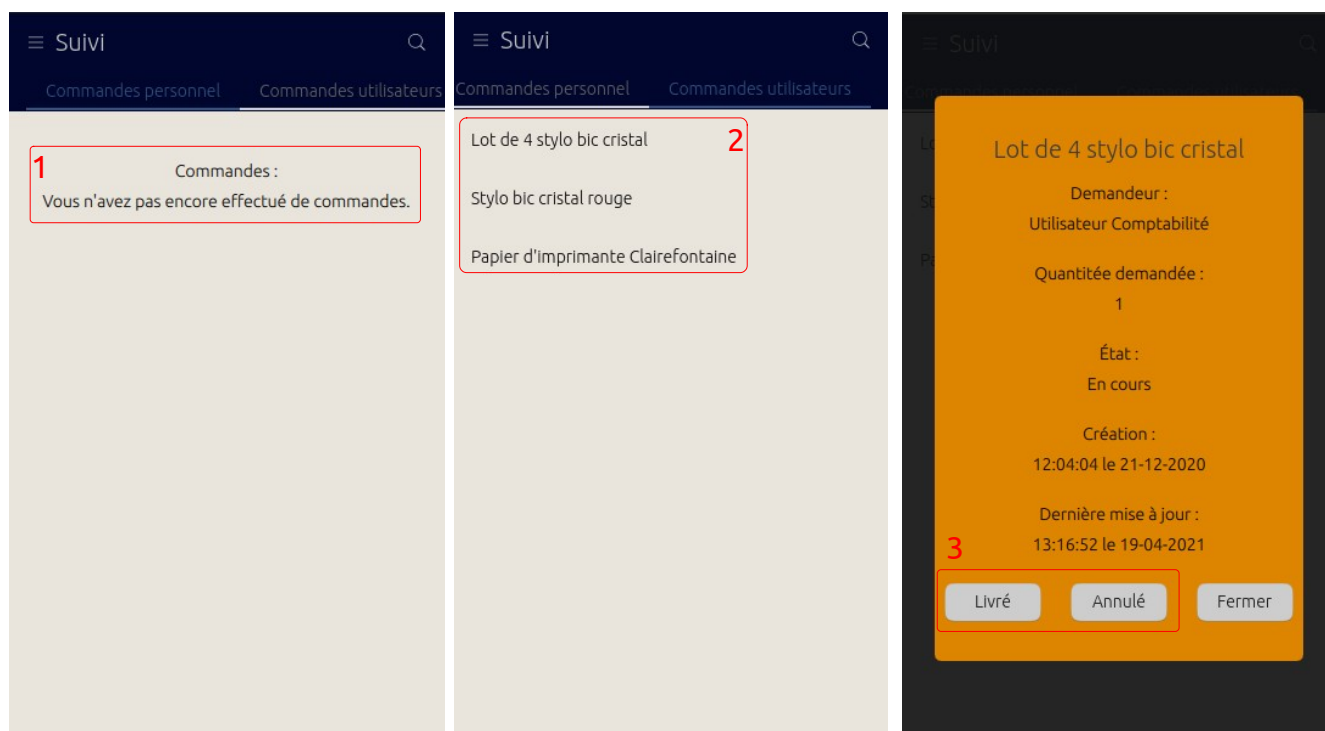 Suivi
Commandes personnel Commandes utilisateurs
1
Commandes :
Vous n'avez pas encore effectué de commandes.
Suivi
Commandes personnel Commandes utilisateurs
2
Lot de 4 stylo bic cristal
Stylo bic cristal rouge
Papier d'imprimante Clairefontaine
Suivi
Lot de 4 stylo bic cristal
Demandeur :
Utilisateur Comptabilité
Quantitée demandée :
1
État :
En cours
Création :
12:04:04 le 21-12-2020
Dernière mise à jour :
13:16:52 le 19-04-2021
3
Livré Annulé Fermer